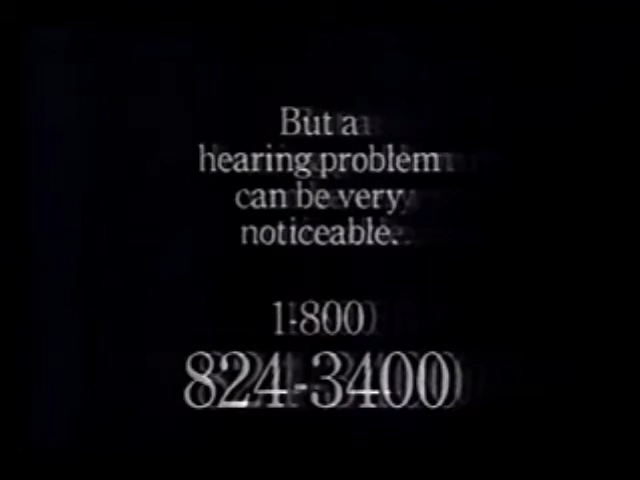 But a
hearing problem
can be very
noticeable.
1-800
824-3400